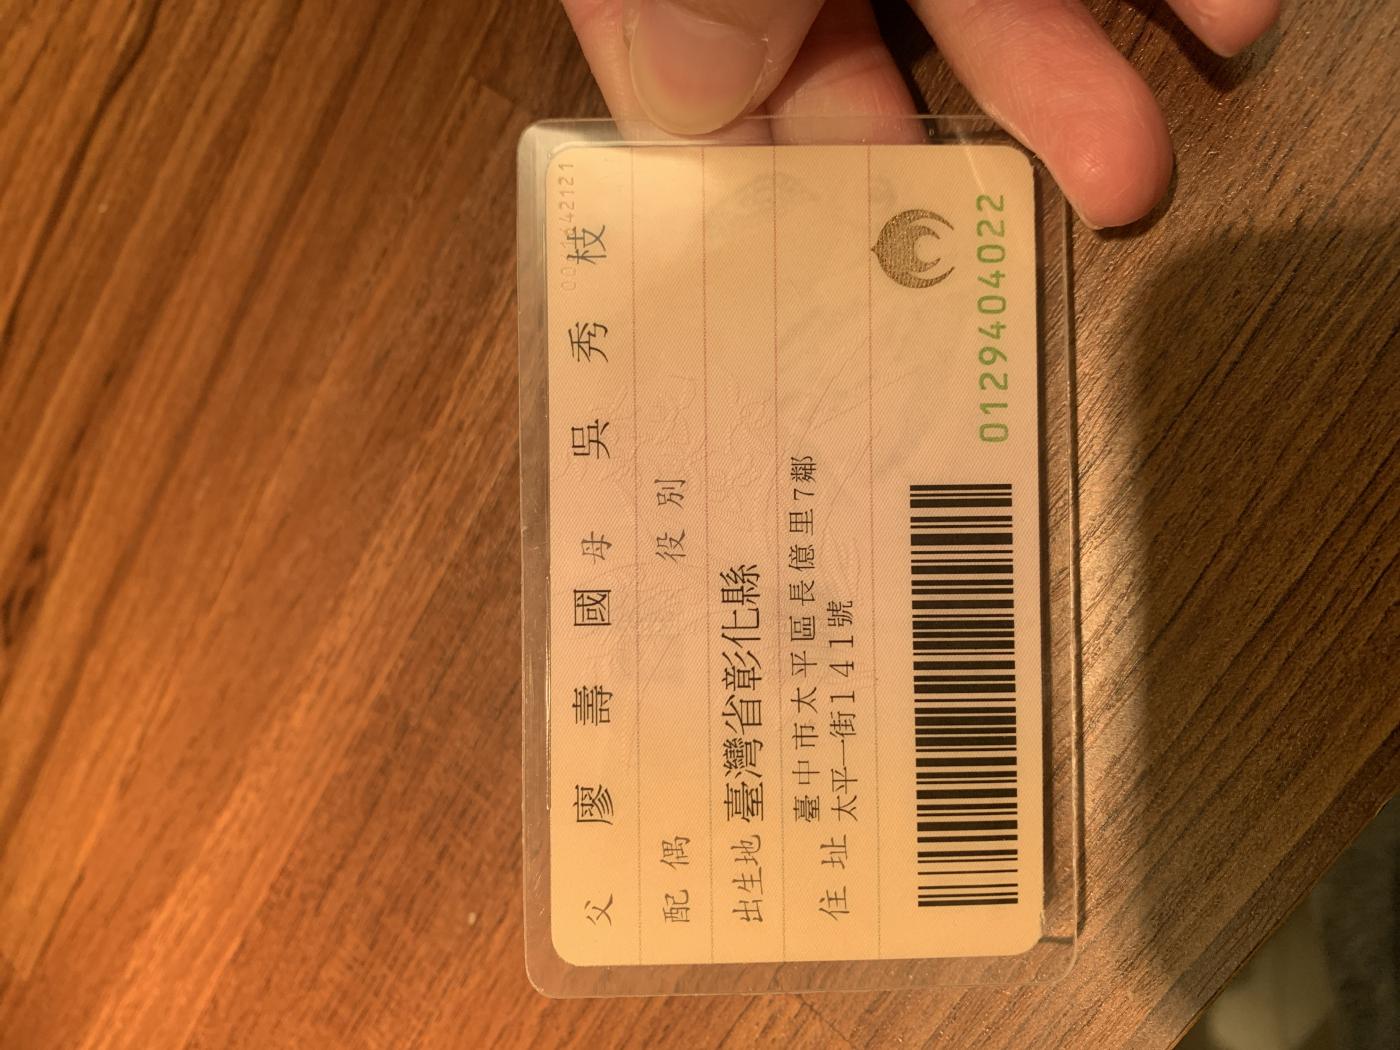 父 廖壽國 母 吳秀枝
配偶 役別
出生地 臺灣省彰化縣
住址 臺中市太平區長億里7鄰
太平一街141號
012940402​2